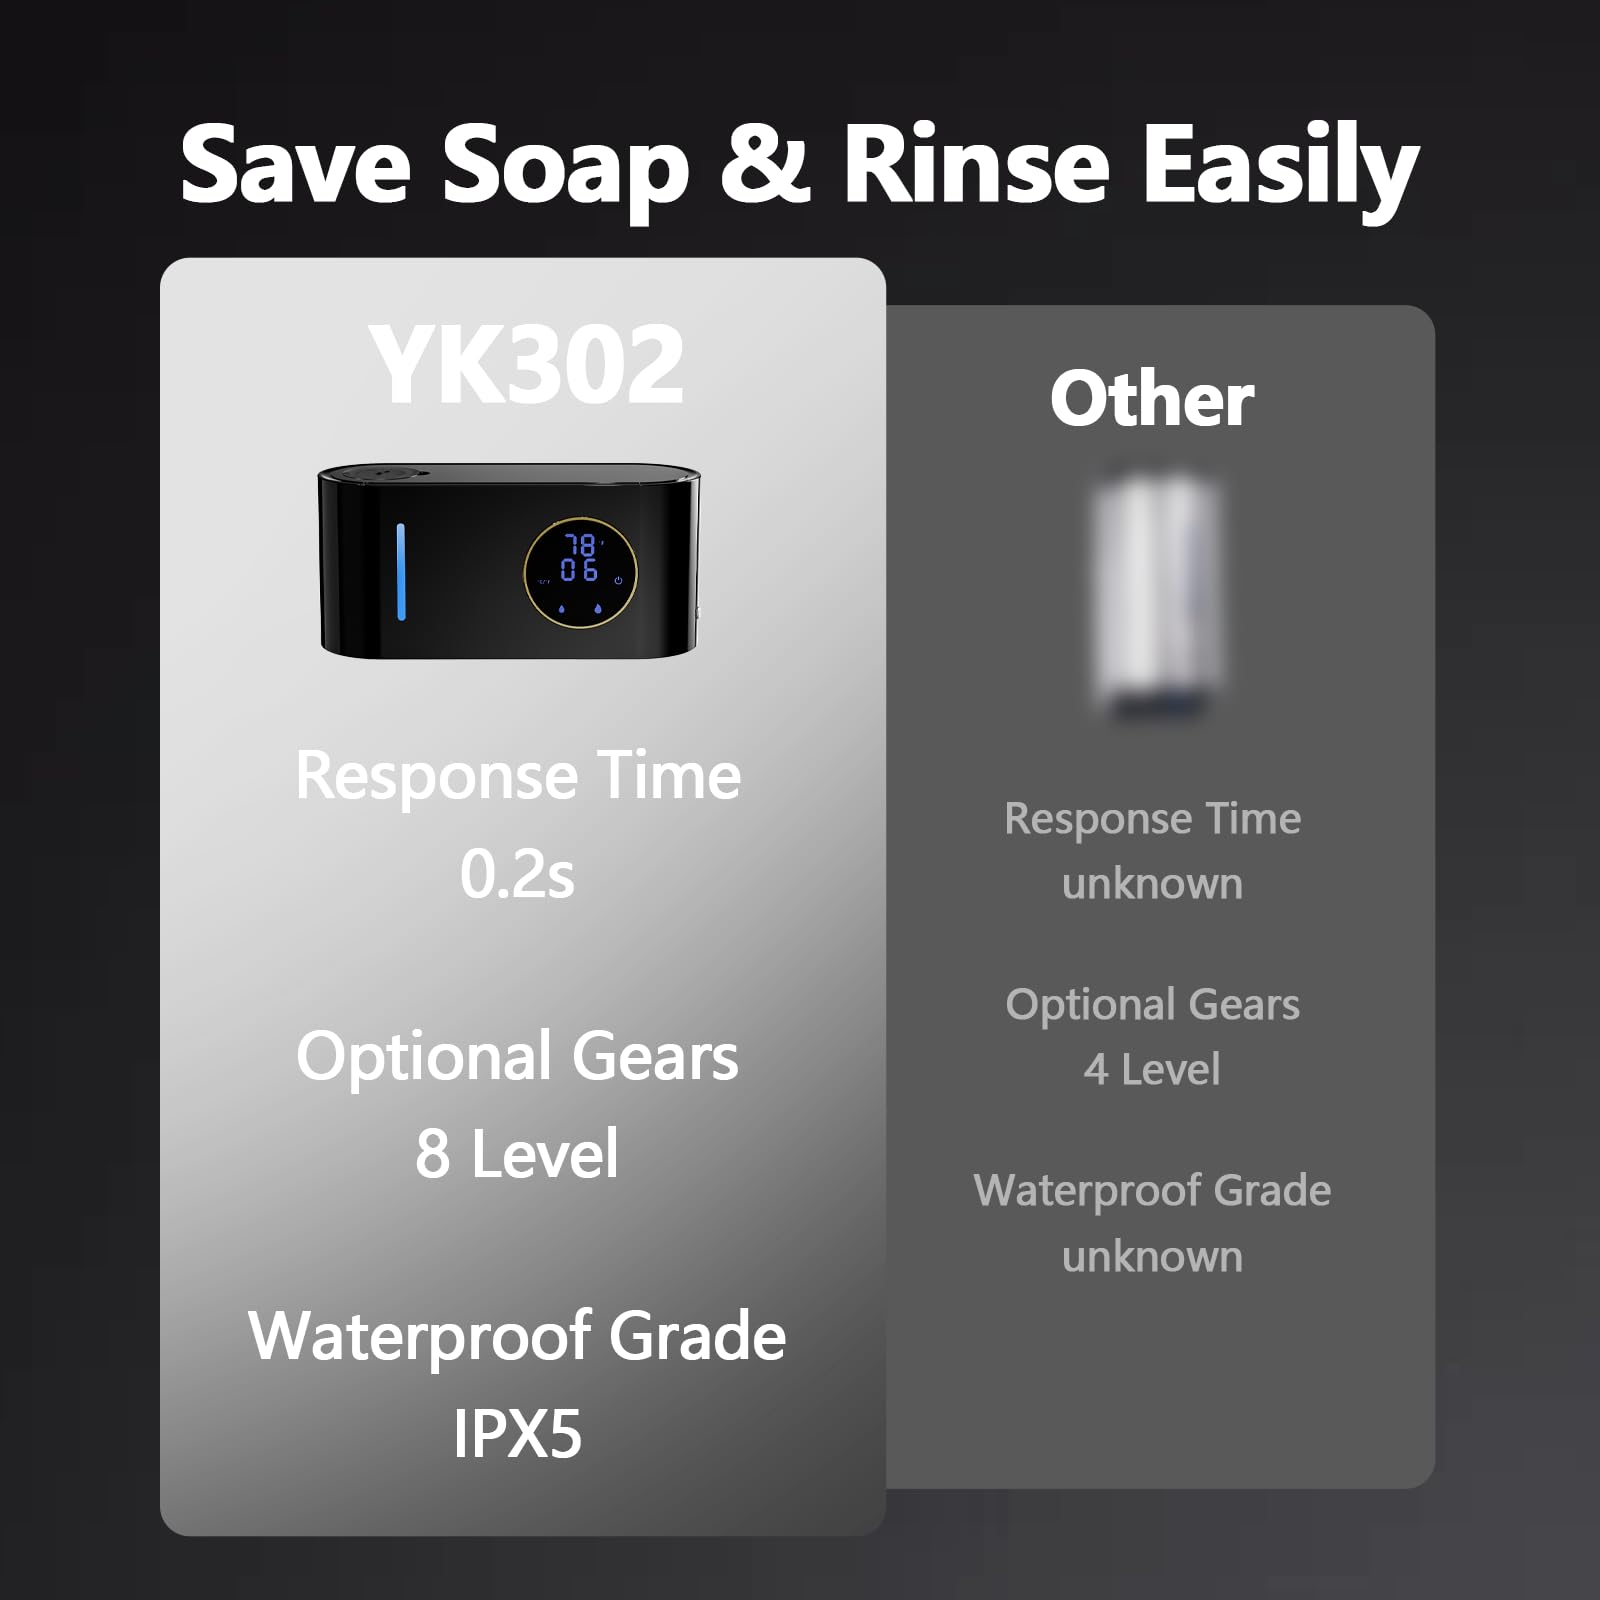 Save Soap & Rinse Easily
YK302
78°F
06
°C/°F
Response Time
0.2s
Optional Gears
8 Level
Waterproof Grade
IPX5
Other
Response Time
unknown
Optional Gears
4 Level
Waterproof Grade
unknown